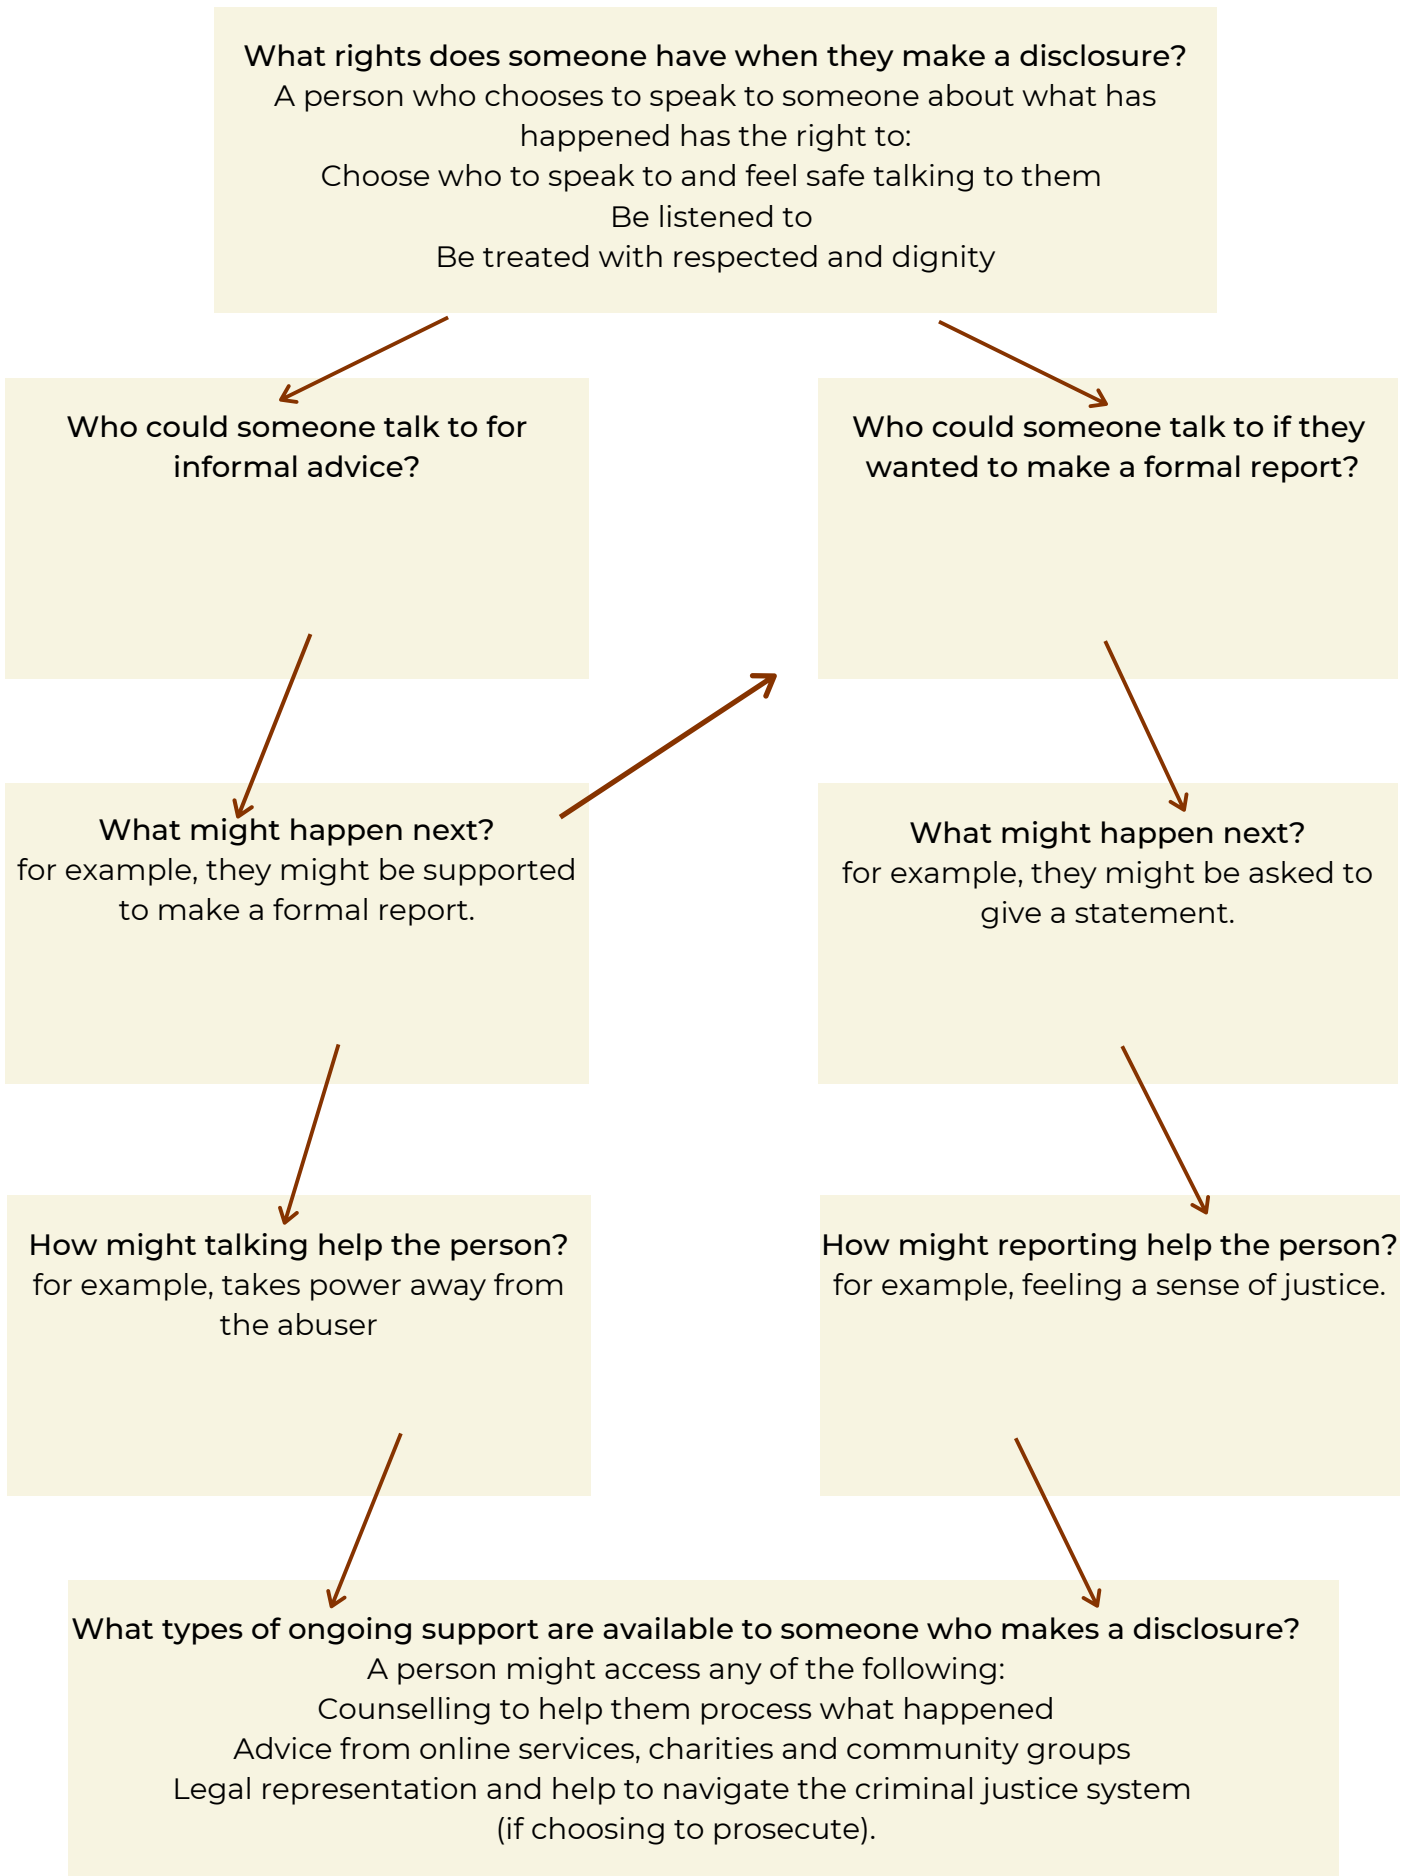 What rights does someone have when they make a disclosure?
A person who chooses to speak to someone about what has
happened has the right to:
Choose who to speak to and feel safe talking to them
Be listened to
Be treated with respected and dignity
Who could someone talk to for
informal advice?
Who could someone talk to if they
wanted to make a formal report?
What might happen next?
for example, they might be supported
to make a formal report.
What might happen next?
for example, they might be asked to
give a statement.
How might talking help the person?
for example, takes power away from
the abuser
How might reporting help the person?
for example, feeling a sense of justice.
What types of ongoing support are available to someone who makes a disclosure?
A person might access any of the following:
Counselling to help them process what happened
Advice from online services, charities and community groups
Legal representation and help to navigate the criminal justice system
(if choosing to prosecute).